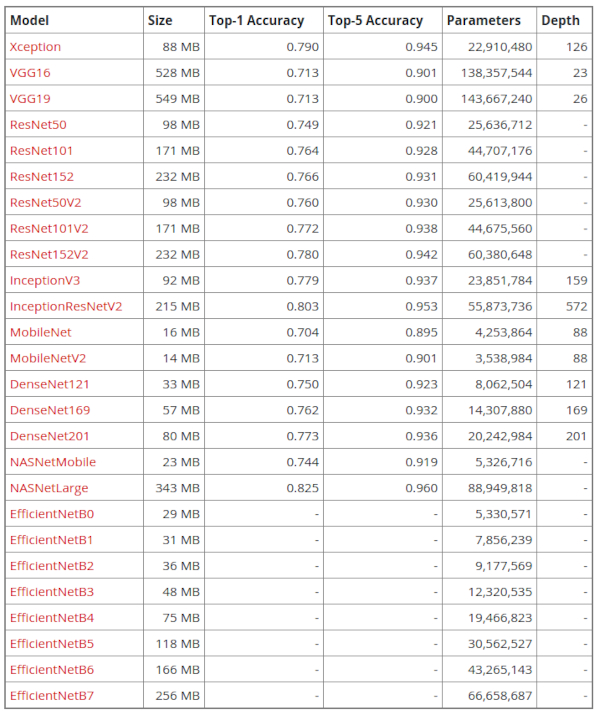 Model Size Top-1 Accuracy Top-5 Accuracy Parameters Depth
Xception 88 MB 0.790 0.945 22,910,480 126
VGG16 528 MB 0.713 0.901 138,357,544 23
VGG19 549 MB 0.713 0.900 143,667,240 26
ResNet50 98 MB 0.749 0.921 25,636,712 -
ResNet101 171 MB 0.764 0.928 44,707,176 -
ResNet152 232 MB 0.766 0.931 60,419,944 -
ResNet50V2 98 MB 0.760 0.930 25,613,800 -
ResNet101V2 171 MB 0.772 0.938 44,675,560 -
ResNet152V2 232 MB 0.780 0.942 60,380,648 -
InceptionV3 92 MB 0.779 0.937 23,851,784 159
InceptionResNetV2 215 MB 0.803 0.953 55,873,736 572
MobileNet 16 MB 0.704 0.895 4,253,864 88
MobileNetV2 14 MB 0.713 0.901 3,538,984 88
DenseNet121 33 MB 0.750 0.923 8,062,504 121
DenseNet169 57 MB 0.762 0.932 14,307,880 169
DenseNet201 80 MB 0.773 0.936 20,242,984 201
NASNetMobile 23 MB 0.744 0.919 5,326,716 -
NASNetLarge 343 MB 0.825 0.960 88,949,818 -
EfficientNetB0 29 MB - - 5,330,571 -
EfficientNetB1 31 MB - - 7,856,239 -
EfficientNetB2 36 MB - - 9,177,569 -
EfficientNetB3 48 MB - - 12,320,535 -
EfficientNetB4 75 MB - - 19,466,823 -
EfficientNetB5 118 MB - - 30,562,527 -
EfficientNetB6 166 MB - - 43,265,143 -
EfficientNetB7 256 MB - - 66,658,687 -